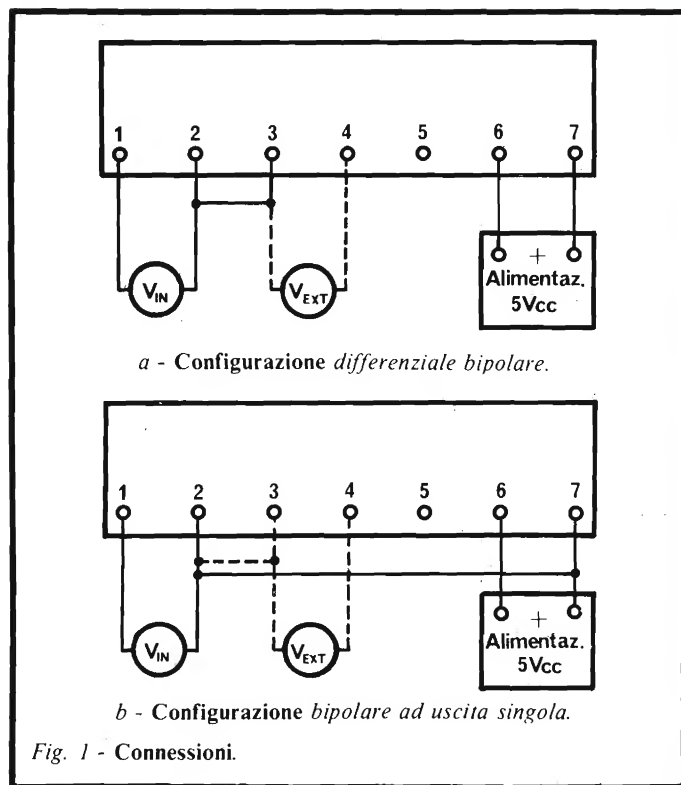 1 2 3 4 5 6 7
V_IN V_EXT
+
Alimentaz.
5Vcc
a - Configurazione differenziale bipolare.
1 2 3 4 5 6 7
V_IN V_EXT
+
Alimentaz.
5Vcc
b - Configurazione bipolare ad uscita singola.
Fig. 1 - Connessioni.